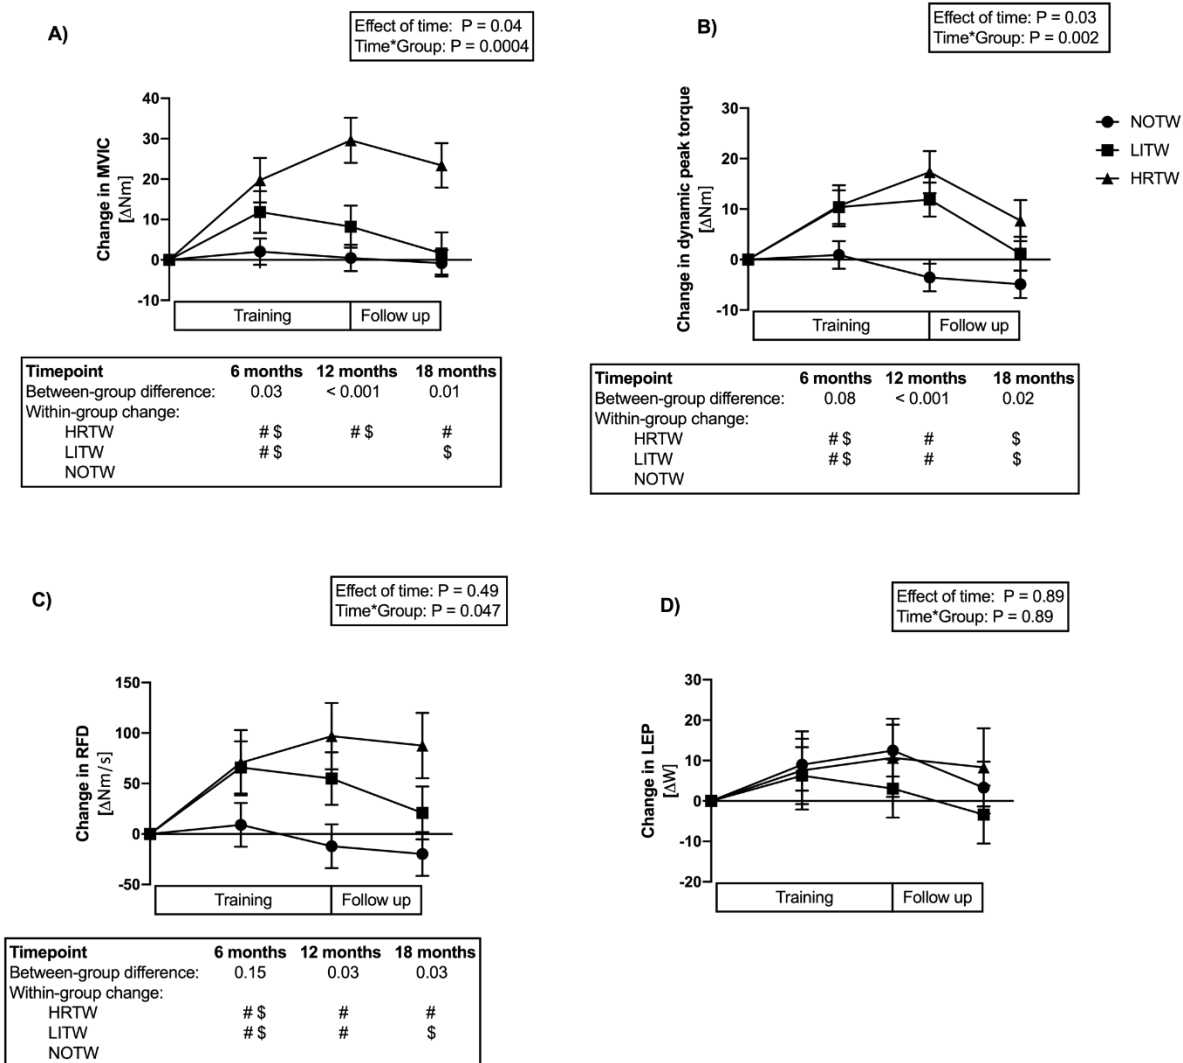 A)
Effect of time: P = 0.04
Time*Group: P = 0.0004
Change in MVIC
[ΔNm]
40
30
20
10
0
-10
Training
Follow up
Timepoint 6 months 12 months 18 months
Between-group difference: 0.03 < 0.001 0.01
Within-group change:
HRTW # $ # $ #
LITW # $ $
NOTW
B)
Effect of time: P = 0.03
Time*Group: P = 0.002
Change in dynamic peak torque
[ΔNm]
30
20
10
0
-10
Training
Follow up
NOTW
LITW
HRTW
Timepoint 6 months 12 months 18 months
Between-group difference: 0.08 < 0.001 0.02
Within-group change:
HRTW # $ # $
LITW # $ # $
NOTW
C)
Effect of time: P = 0.49
Time*Group: P = 0.047
Change in RFD
[ΔNm/s]
150
100
50
0
-50
Training
Follow up
Timepoint 6 months 12 months 18 months
Between-group difference: 0.15 0.03 0.03
Within-group change:
HRTW # $ # #
LITW # $ # $
NOTW
D)
Effect of time: P = 0.89
Time*Group: P = 0.89
Change in LEP
[ΔW]
30
20
10
0
-10
-20
Training
Follow up